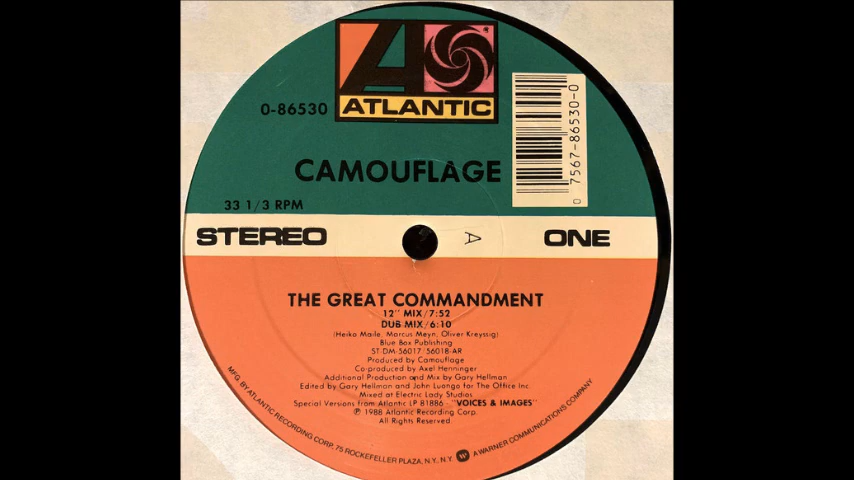 ATLANTIC
0-86530
0 7567-86530-0
CAMOUFLAGE
33 1/3 RPM
STEREO
A
ONE
THE GREAT COMMANDMENT
12" MIX/7:52
DUB MIX/6:10
(Heiko Maile, Marcus Meyn, Oliver Kreyssig)
Blue Box Publishing
ST-DM-56017/56018-AR
Produced by Camouflage
Co-produced by Axel Henninger
Additional Production and Mix by Gary Hellman
Edited by Gary Hellman and John Luongo for The Office Inc.
Mixed at Electric Lady Studios
Special Versions from Atlantic LP 81886 - "VOICES & IMAGES"
℗ 1988 Atlantic Recording Corp.
All Rights Reserved
MFG. BY ATLANTIC RECORDING CORP., 75 ROCKEFELLER PLAZA, N.Y., N.Y. A WARNER COMMUNICATIONS COMPANY